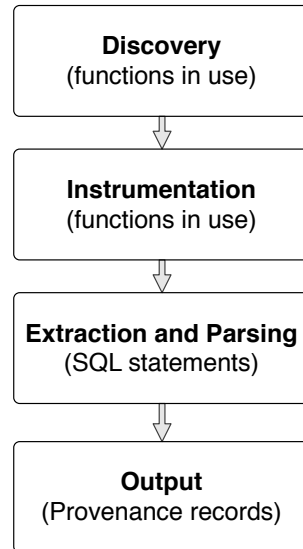 Discovery
(functions in use)
Instrumentation
(functions in use)
Extraction and Parsing
(SQL statements)
Output
(Provenance records)